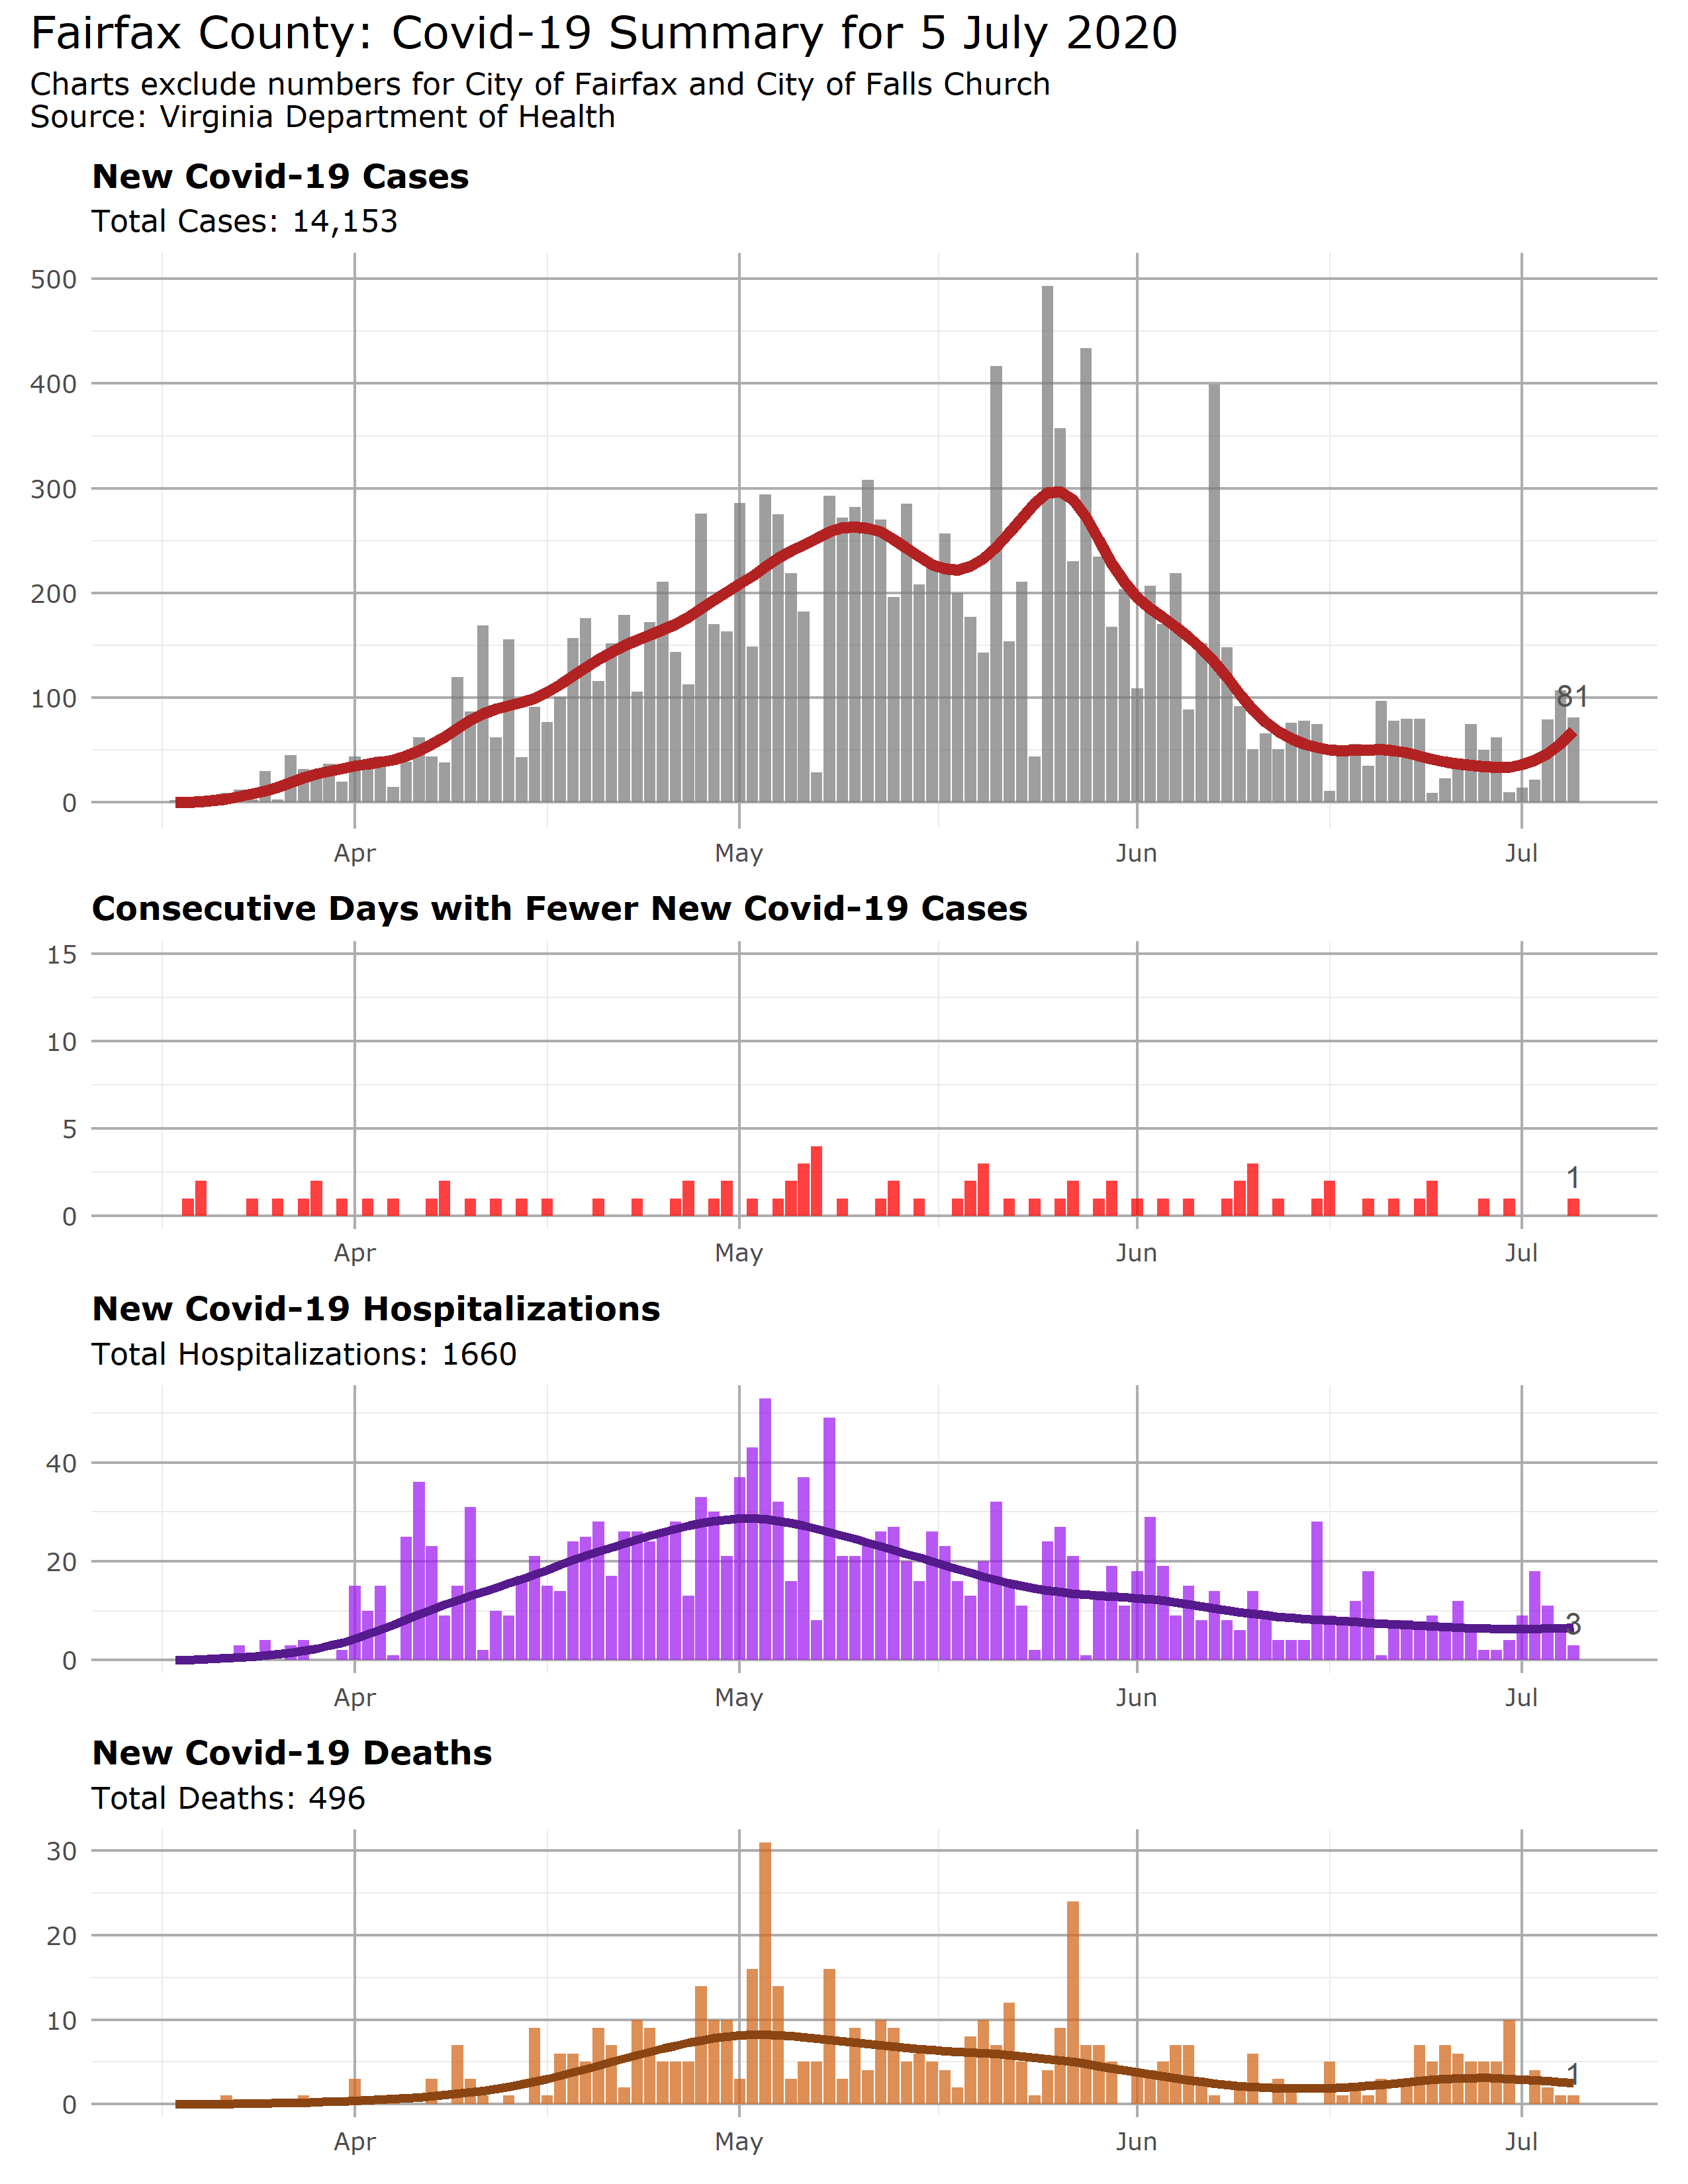 Fairfax County: Covid-19 Summary for 5 July 2020
Charts exclude numbers for City of Fairfax and City of Falls Church
Source: Virginia Department of Health
New Covid-19 Cases
Total Cases: 14,153
500
400
300
200
100
0
81
Apr May Jun Jul
Consecutive Days with Fewer New Covid-19 Cases
15
10
5
0
1
Apr May Jun Jul
New Covid-19 Hospitalizations
Total Hospitalizations: 1660
40
20
0
3
Apr May Jun Jul
New Covid-19 Deaths
Total Deaths: 496
30
20
10
0
1
Apr May Jun Jul